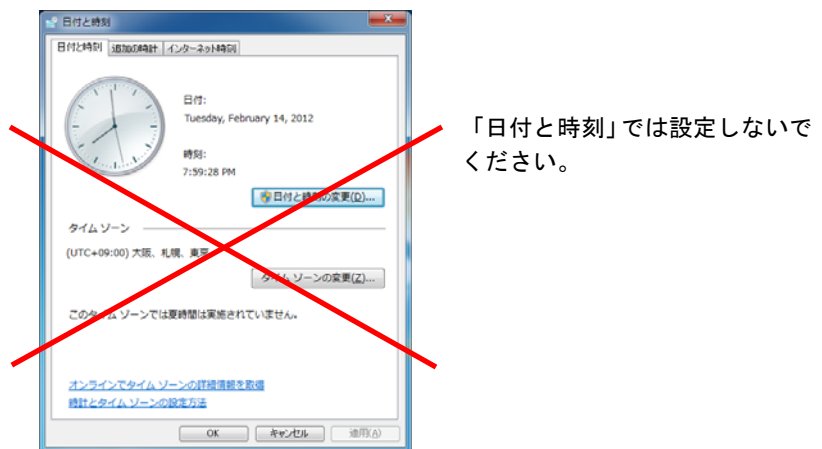 日付と時刻
日付と時刻 追加の時計 インターネット時刻
日付:
Tuesday, February 14, 2012
時刻:
7:59:28 PM
日付と時刻の変更(D)...
タイム ゾーン
(UTC+09:00) 大阪、札幌、東京
タイム ゾーンの変更(Z)...
このタイム ゾーンでは夏時間は実施されていません。
オンラインでタイム ゾーンの詳細情報を取得
時計とタイム ゾーンの設定方法
OK キャンセル 適用(A)
「日付と時刻」では設定しないで
ください。